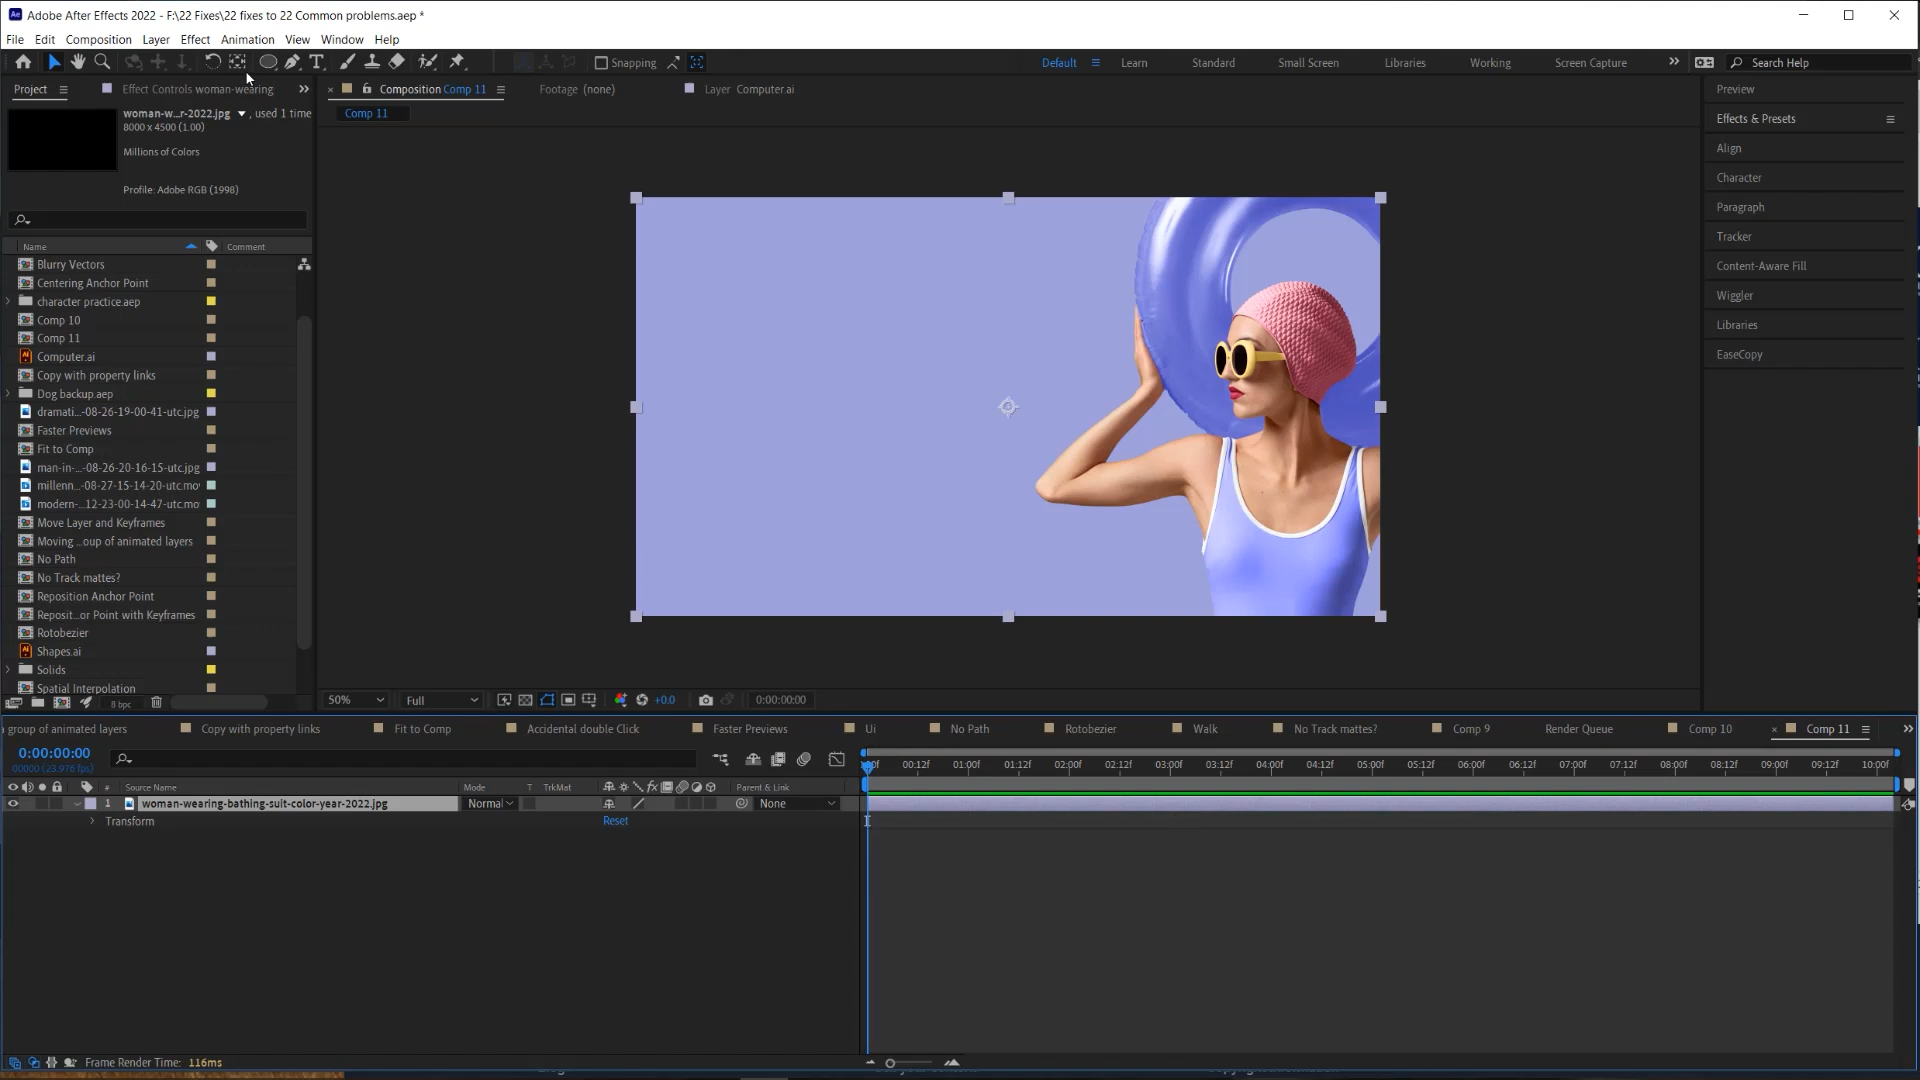 Adobe After Effects 2022 - F:\22 Fixes\22 fixes to 22 Common problems.aep *
File Edit Composition Layer Effect Animation View Window Help
Snapping
Default Learn Standard Small Screen Libraries Working Screen Capture
Search Help
Project
Effect Controls woman-wearing
Composition Comp 11
Footage (none)
Layer Computer.ai
Comp 11
woman-w...r-2022.jpg , used 1 time
8000 x 4500 (1.00)
Millions of Colors
Profile: Adobe RGB (1998)
Name Comment
Blurry Vectors
Centering Anchor Point
character practice.aep
Comp 10
Comp 11
Computer.ai
Copy with property links
Dog backup.aep
dramati...-08-26-19-00-41-utc.jpg
Faster Previews
Fit to Comp
man-in-...-08-26-20-16-15-utc.jpg
millenn...-08-27-15-14-20-utc.mov
modern-...12-23-00-14-47-utc.mov
Move Layer and Keyframes
Moving ...oup of animated layers
No Path
No Track mattes?
Reposition Anchor Point
Reposit...or Point with Keyframes
Rotobezier
Shapes.ai
Solids
Spatial Interpolation
8 bpc
Preview
Effects & Presets
Align
Character
Paragraph
Tracker
Content-Aware Fill
Wiggler
Libraries
EaseCopy
50% Full +0.0 0:00:00:00
a group of animated layers Copy with property links Fit to Comp Accidental double Click Faster Previews Ui No Path Rotobezier Walk No Track mattes? Comp 9 Render Queue Comp 10 Comp 11
0:00:00:00
00000 (23.976 fps)
00:12f 01:00f 01:12f 02:00f 02:12f 03:00f 03:12f 04:00f 04:12f 05:00f 05:12f 06:00f 06:12f 07:00f 07:12f 08:00f 08:12f 09:00f 09:12f 10:00f
# Source Name Mode T TrkMat Parent & Link
1 woman-wearing-bathing-suit-color-year-2022.jpg Normal None
Transform Reset
Frame Render Time: 116ms